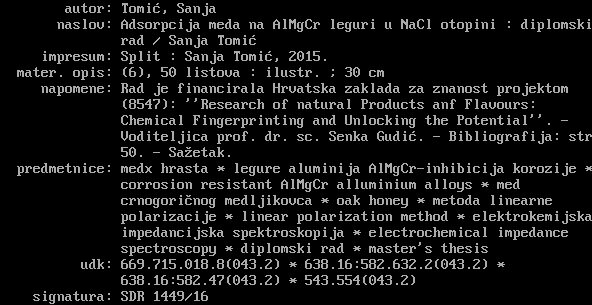 autor: Tomić, Sanja
naslov: Adsorpcija meda na AlMgCr leguri u NaCl otopini : diplomski
rad / Sanja Tomić
impresum: Split : Sanja Tomić, 2015.
mater. opis: (6), 50 listova : ilustr. ; 30 cm
napomene: Rad je financirala Hrvatska zaklada za znanost projektom
(8547): ''Research of natural Products anf Flavours:
Chemical Fingerprinting and Unlocking the Potential''. -
Voditeljica prof. dr. sc. Senka Gudić. - Bibliografija: str
50. - Sažetak.
predmetnice: medx hrasta * legure aluminija AlMgCr-inhibicija korozije *
corrosion resistant AlMgCr alluminium alloys * med
crnogoričnog medljikovca * oak honey * metoda linearne
polarizacije * linear polarization method * elektrokemijska
impedancijska spektroskopija * electrochemical impedance
spectroscopy * diplomski rad * master's thesis
udk: 669.715.018.8(043.2) * 638.16:582.632.2(043.2) *
638.16:582.47(043.2) * 543.554(043.2)
signatura: SDR 1449/16